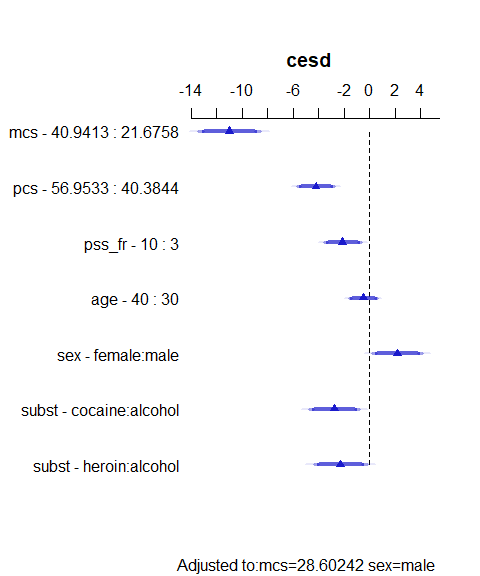 cesd
-14 -10 -6 -2 0 2 4
mcs - 40.9413 : 21.6758
pcs - 56.9533 : 40.3844
pss_fr - 10 : 3
age - 40 : 30
sex - female:male
subst - cocaine:alcohol
subst - heroin:alcohol
Adjusted to:mcs=28.60242 sex=male